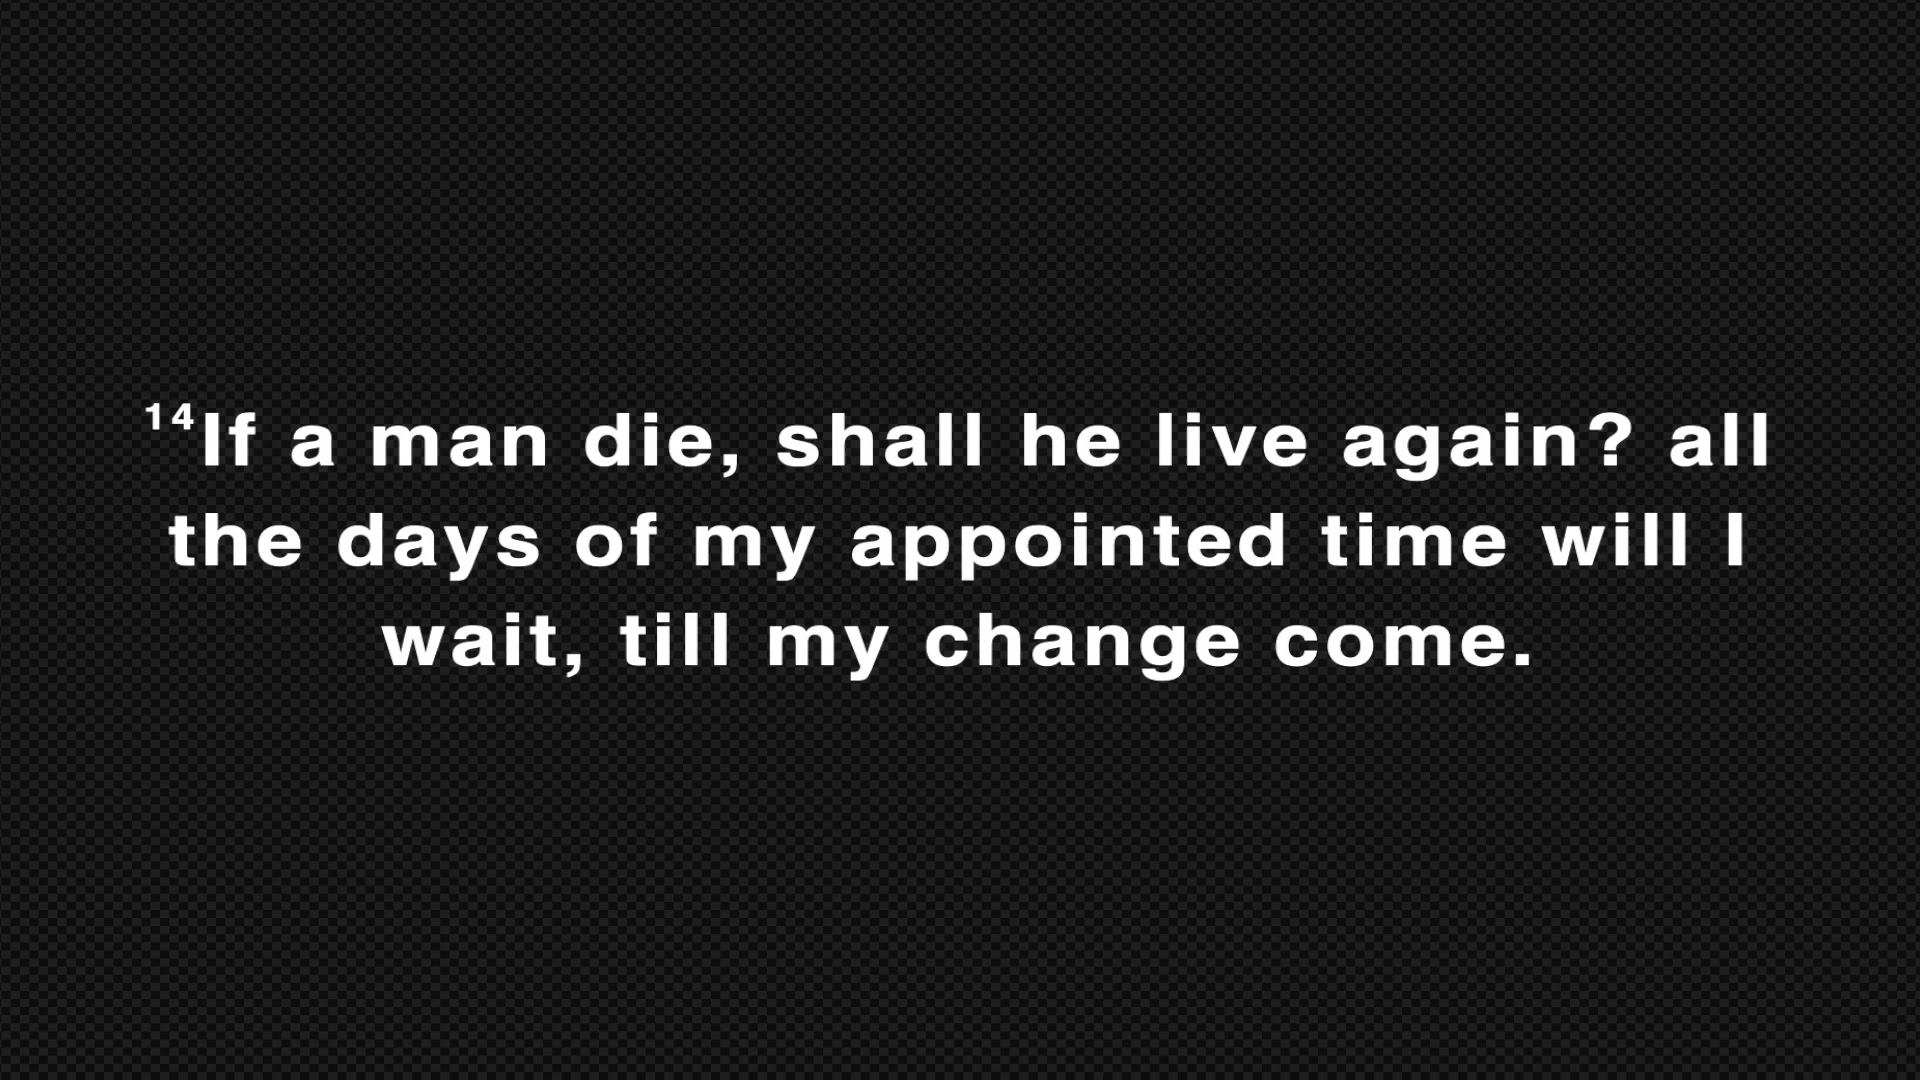 14If a man die, shall he live again? all
the days of my appointed time will I
wait, till my change come.